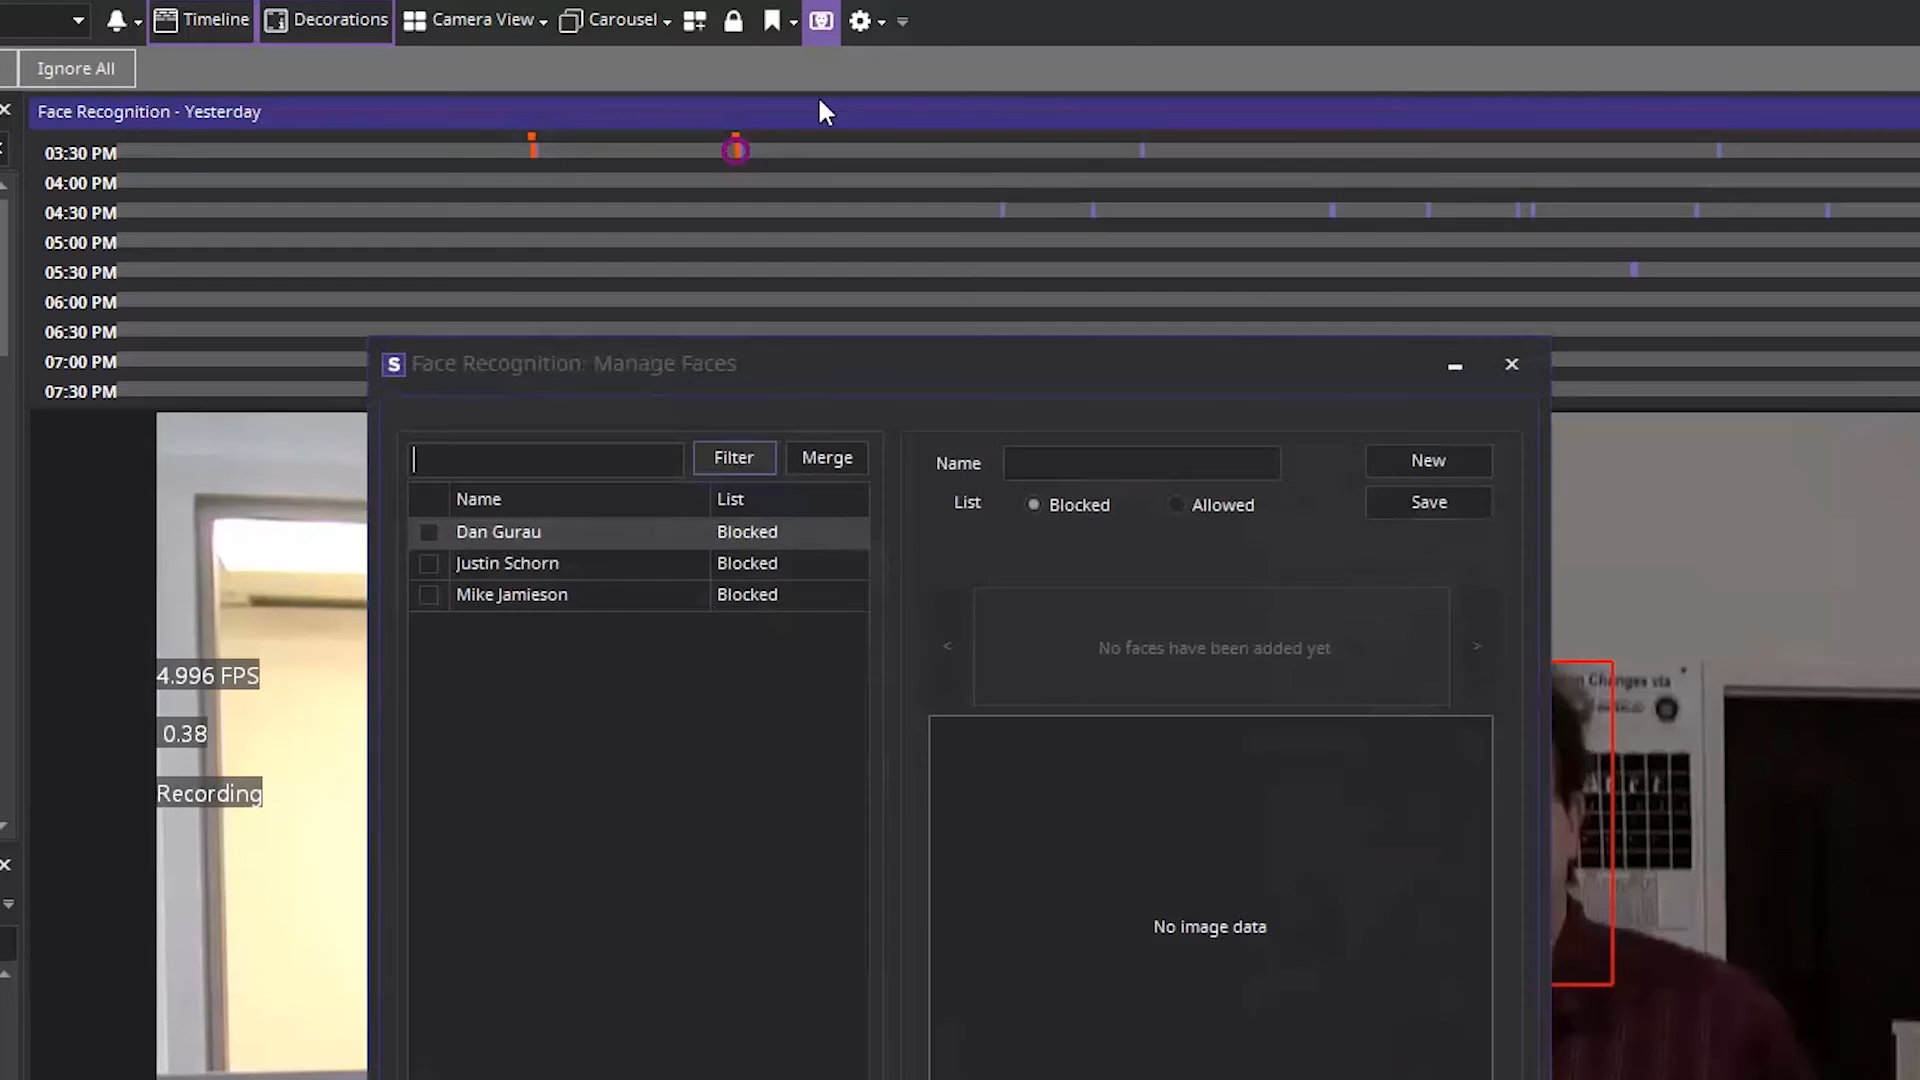 Timeline
Decorations
Camera View
Carousel
Ignore All
Face Recognition - Yesterday
03:30 PM
04:00 PM
04:30 PM
05:00 PM
05:30 PM
06:00 PM
06:30 PM
07:00 PM
07:30 PM
S Face Recognition: Manage Faces
Filter
Merge
Name List
Dan Gurau Blocked
Justin Schorn Blocked
Mike Jamieson Blocked
Name
New
List
Blocked
Allowed
Save
< No faces have been added yet >
No image data
4.996 FPS
0.38
Recording
Changes via